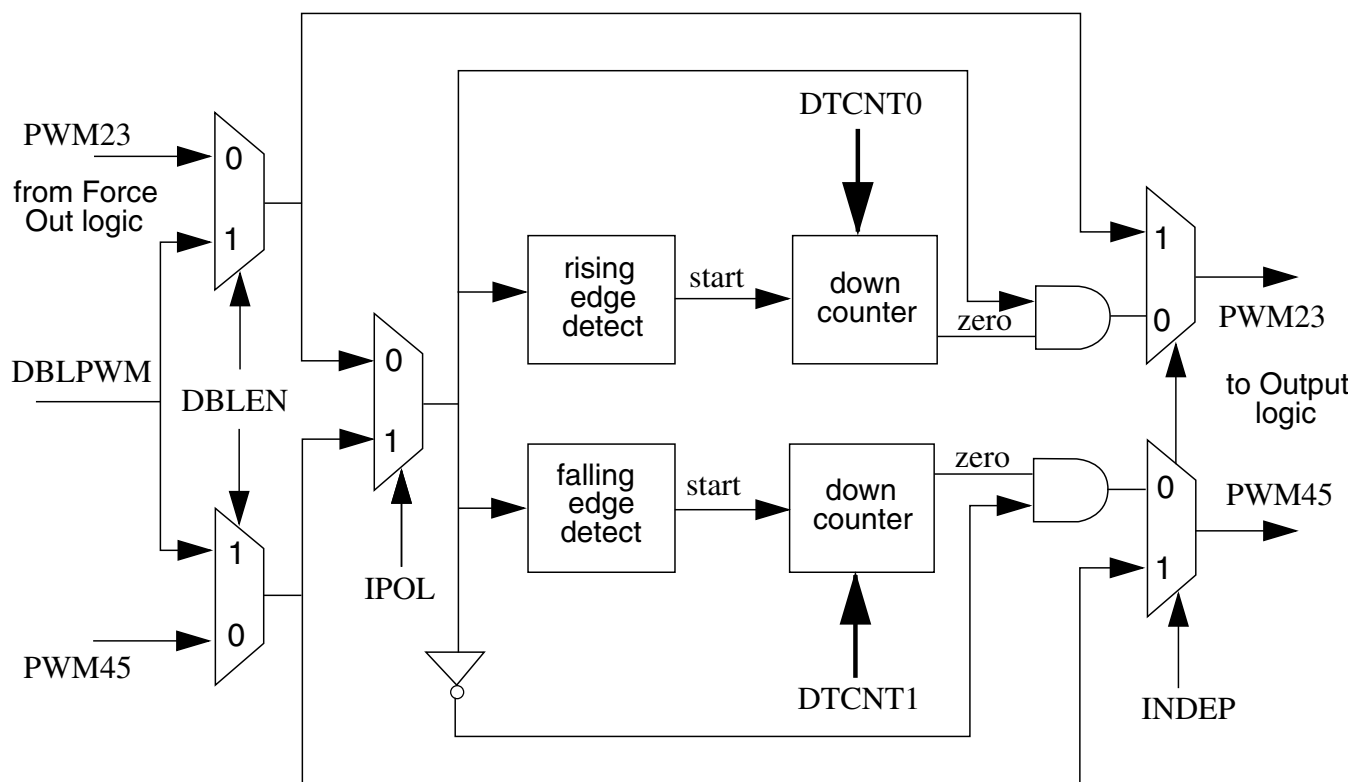 DTCNT0
PWM23
0
from Force
Out logic
1
rising
edge
detect
start
down
counter
zero
1
0
PWM23
DBLPWM
DBLEN
0
1
to Output
logic
falling
edge
detect
start
down
counter
zero
0
1
PWM45
1
0
PWM45
IPOL
DTCNT1
INDEP